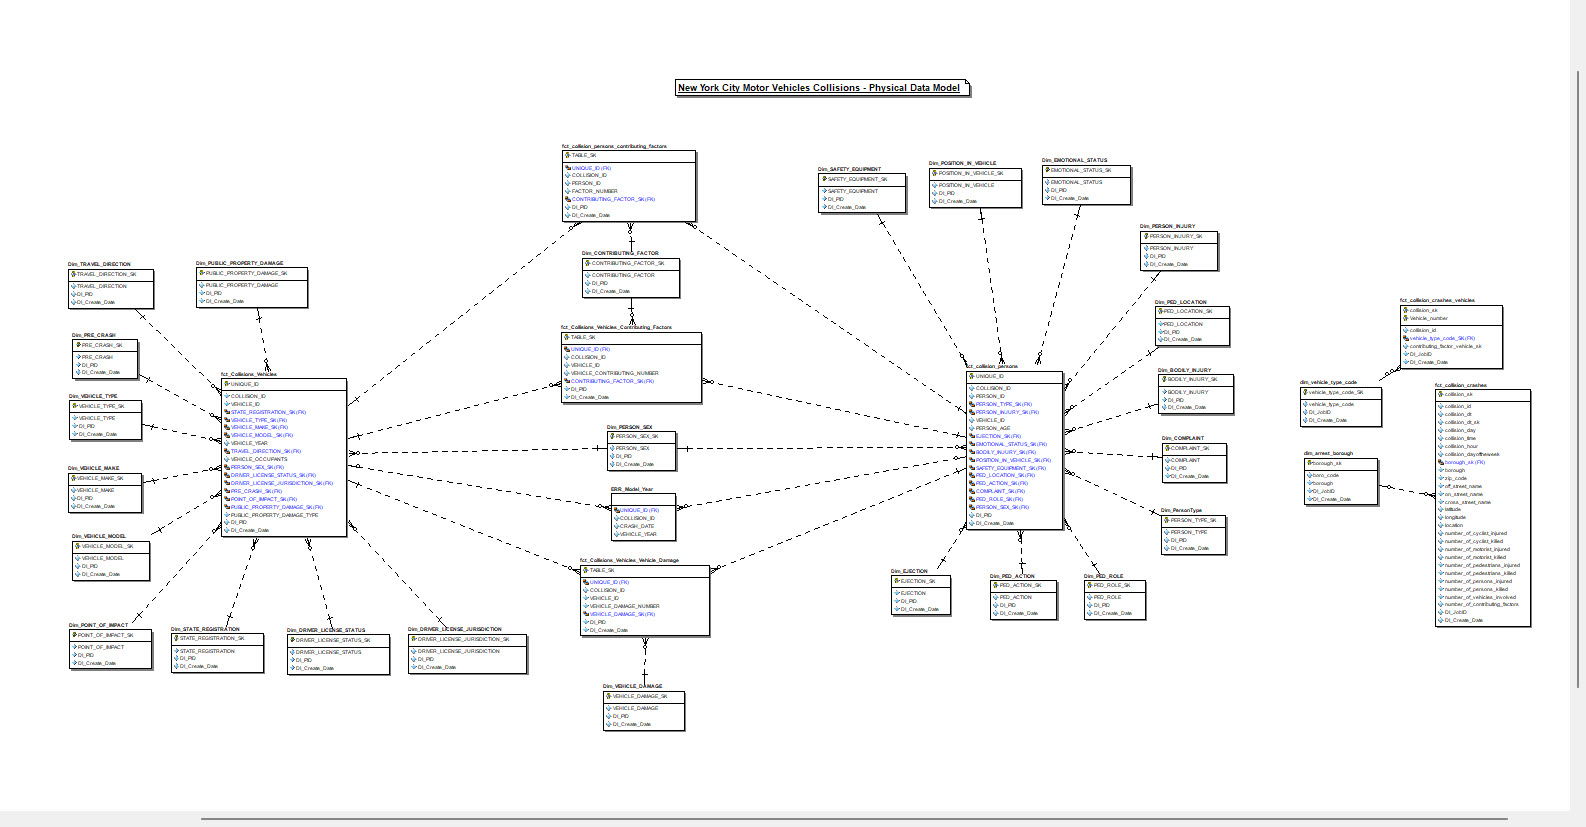 New York City Motor Vehicles Collisions - Physical Data Model
fct_collision_persons_contributing_factors
TABLE_SK
UNIQUE_ID (FK)
COLLISION_ID
PERSON_ID
FACTOR_NUMBER
CONTRIBUTING_FACTOR_SK(FK)
DI_PID
DI_Create_Date
Dim_SAFETY_EQUIPMENT
SAFETY_EQUIPMENT_SK
SAFETY_EQUIPMENT
DI_PID
DI_Create_Date
Dim_POSITION_IN_VEHICLE
POSITION_IN_VEHICLE_SK
POSITION_IN_VEHICLE
DI_PID
DI_Create_Date
Dim_EMOTIONAL_STATUS
EMOTIONAL_STATUS_SK
EMOTIONAL_STATUS
DI_PID
DI_Create_Date
Dim_PERSON_INJURY
PERSON_INJURY_SK
PERSON_INJURY
DI_PID
DI_Create_Date
Dim_TRAVEL_DIRECTION
TRAVEL_DIRECTION_SK
TRAVEL_DIRECTION
DI_PID
DI_Create_Date
Dim_PUBLIC_PROPERTY_DAMAGE
PUBLIC_PROPERTY_DAMAGE_SK
PUBLIC_PROPERTY_DAMAGE
DI_PID
DI_Create_Date
Dim_CONTRIBUTING_FACTOR
CONTRIBUTING_FACTOR_SK
CONTRIBUTING_FACTOR
DI_PID
DI_Create_Date
Dim_PED_LOCATION
PED_LOCATION_SK
PED_LOCATION
DI_PID
DI_Create_Date
fct_collision_crashes_vehicles
collision_sk
Vehicle_number
collision_id
vehicle_type_code_SK(FK)
contributing_factor_vehicle_sk
DI_JobID
DI_Create_Date
Dim_PRE_CRASH
PRE_CRASH_SK
PRE_CRASH
DI_PID
DI_Create_Date
fct_Collisions_Vehicles_Contributing_Factors
TABLE_SK
UNIQUE_ID (FK)
COLLISION_ID
VEHICLE_ID
VEHICLE_CONTRIBUTING_NUMBER
CONTRIBUTING_FACTOR_SK(FK)
DI_PID
DI_Create_Date
fct_Collisions_Vehicles
UNIQUE_ID
COLLISION_ID
VEHICLE_ID
STATE_REGISTRATION_SK(FK)
VEHICLE_TYPE_SK(FK)
VEHICLE_MAKE_SK(FK)
VEHICLE_MODEL_SK(FK)
VEHICLE_YEAR
TRAVEL_DIRECTION_SK(FK)
VEHICLE_OCCUPANTS
PERSON_SEX_SK(FK)
DRIVER_LICENSE_STATUS_SK(FK)
DRIVER_LICENSE_JURISDICTION_SK(FK)
PRE_CRASH_SK(FK)
POINT_OF_IMPACT_SK(FK)
PUBLIC_PROPERTY_DAMAGE_SK(FK)
PUBLIC_PROPERTY_DAMAGE_TYPE
DI_PID
DI_Create_Date
fct_collision_persons
UNIQUE_ID
COLLISION_ID
PERSON_ID
PERSON_TYPE_SK(FK)
PERSON_INJURY_SK(FK)
VEHICLE_ID
PERSON_AGE
EJECTION_SK(FK)
EMOTIONAL_STATUS_SK(FK)
BODILY_INJURY_SK(FK)
POSITION_IN_VEHICLE_SK(FK)
SAFETY_EQUIPMENT_SK(FK)
PED_LOCATION_SK(FK)
PED_ACTION_SK(FK)
COMPLAINT_SK(FK)
PED_ROLE_SK(FK)
PERSON_SEX_SK(FK)
DI_PID
DI_Create_Date
Dim_BODILY_INJURY
BODILY_INJURY_SK
BODILY_INJURY
DI_PID
DI_Create_Date
dim_vehicle_type_code
vehicle_type_code_SK
vehicle_type_code
DI_JobID
DI_Create_Date
fct_collision_crashes
collision_sk
collision_id
collision_dt
collision_dt_sk
collision_day
collision_time
collision_hour
collision_dayoftheweek
borough_sk (FK)
borough
zip_code
off_street_name
on_street_name
cross_street_name
latitude
longitude
location
number_of_cyclist_injured
number_of_cyclist_killed
number_of_motorist_injured
number_of_motorist_killed
number_of_pedestrians_injured
number_of_pedestrians_killed
number_of_persons_injured
number_of_persons_killed
number_of_vehicles_involved
number_of_contributing_factors
DI_JobID
DI_Create_Date
Dim_VEHICLE_TYPE
VEHICLE_TYPE_SK
VEHICLE_TYPE
DI_PID
DI_Create_Date
Dim_PERSON_SEX
PERSON_SEX_SK
PERSON_SEX
DI_PID
DI_Create_Date
Dim_COMPLAINT
COMPLAINT_SK
COMPLAINT
DI_PID
DI_Create_Date
dim_arrest_borough
borough_sk
boro_code
borough
DI_JobID
DI_Create_Date
Dim_VEHICLE_MAKE
VEHICLE_MAKE_SK
VEHICLE_MAKE
DI_PID
DI_Create_Date
ERR_Model_Year
UNIQUE_ID (FK)
COLLISION_ID
CRASH_DATE
VEHICLE_YEAR
Dim_PersonType
PERSON_TYPE_SK
PERSON_TYPE
DI_PID
DI_Create_Date
Dim_VEHICLE_MODEL
VEHICLE_MODEL_SK
VEHICLE_MODEL
DI_PID
DI_Create_Date
fct_Collisions_Vehicles_Vehicle_Damage
TABLE_SK
UNIQUE_ID (FK)
COLLISION_ID
VEHICLE_ID
VEHICLE_DAMAGE_NUMBER
VEHICLE_DAMAGE_SK(FK)
DI_PID
DI_Create_Date
Dim_EJECTION
EJECTION_SK
EJECTION
DI_PID
DI_Create_Date
Dim_PED_ACTION
PED_ACTION_SK
PED_ACTION
DI_PID
DI_Create_Date
Dim_PED_ROLE
PED_ROLE_SK
PED_ROLE
DI_PID
DI_Create_Date
Dim_POINT_OF_IMPACT
POINT_OF_IMPACT_SK
POINT_OF_IMPACT
DI_PID
DI_Create_Date
Dim_STATE_REGISTRATION
STATE_REGISTRATION_SK
STATE_REGISTRATION
DI_PID
DI_Create_Date
Dim_DRIVER_LICENSE_STATUS
DRIVER_LICENSE_STATUS_SK
DRIVER_LICENSE_STATUS
DI_PID
DI_Create_Date
Dim_DRIVER_LICENSE_JURISDICTION
DRIVER_LICENSE_JURISDICTION_SK
DRIVER_LICENSE_JURISDICTION
DI_PID
DI_Create_Date
Dim_VEHICLE_DAMAGE
VEHICLE_DAMAGE_SK
VEHICLE_DAMAGE
DI_PID
DI_Create_Date